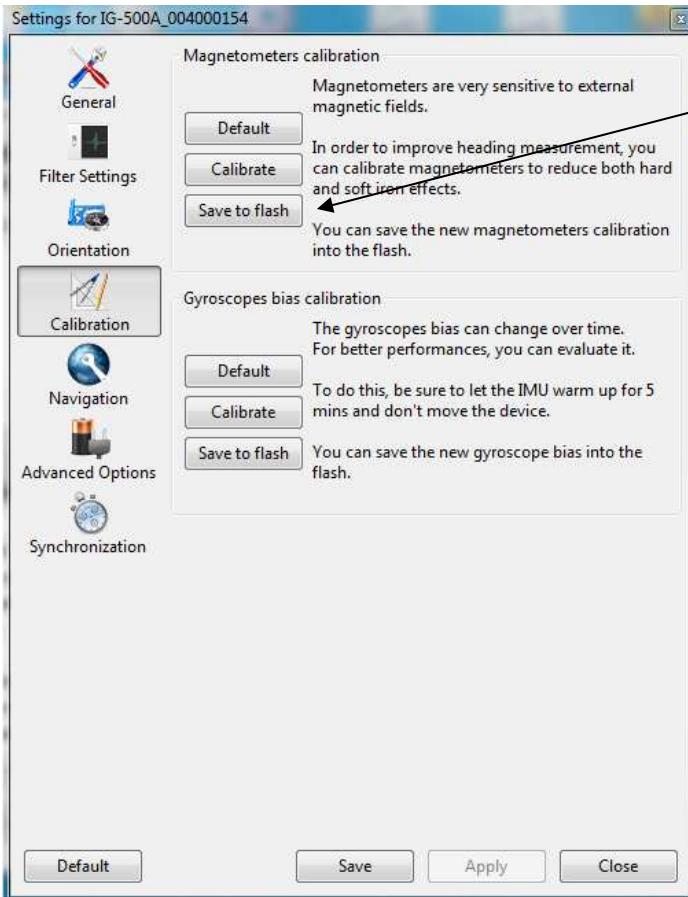 Settings for IG-500A_004000154
General
Filter Settings
Orientation
Calibration
Navigation
Advanced Options
Synchronization
Magnetometers calibration
Default
Calibrate
Save to flash
Magnetometers are very sensitive to external
magnetic fields.
In order to improve heading measurement, you
can calibrate magnetometers to reduce both hard
and soft iron effects.
You can save the new magnetometers calibration
into the flash.
Gyroscopes bias calibration
Default
Calibrate
Save to flash
The gyroscopes bias can change over time.
For better performances, you can evaluate it.
To do this, be sure to let the IMU warm up for 5
mins and don't move the device.
You can save the new gyroscope bias into the
flash.
Default
Save
Apply
Close